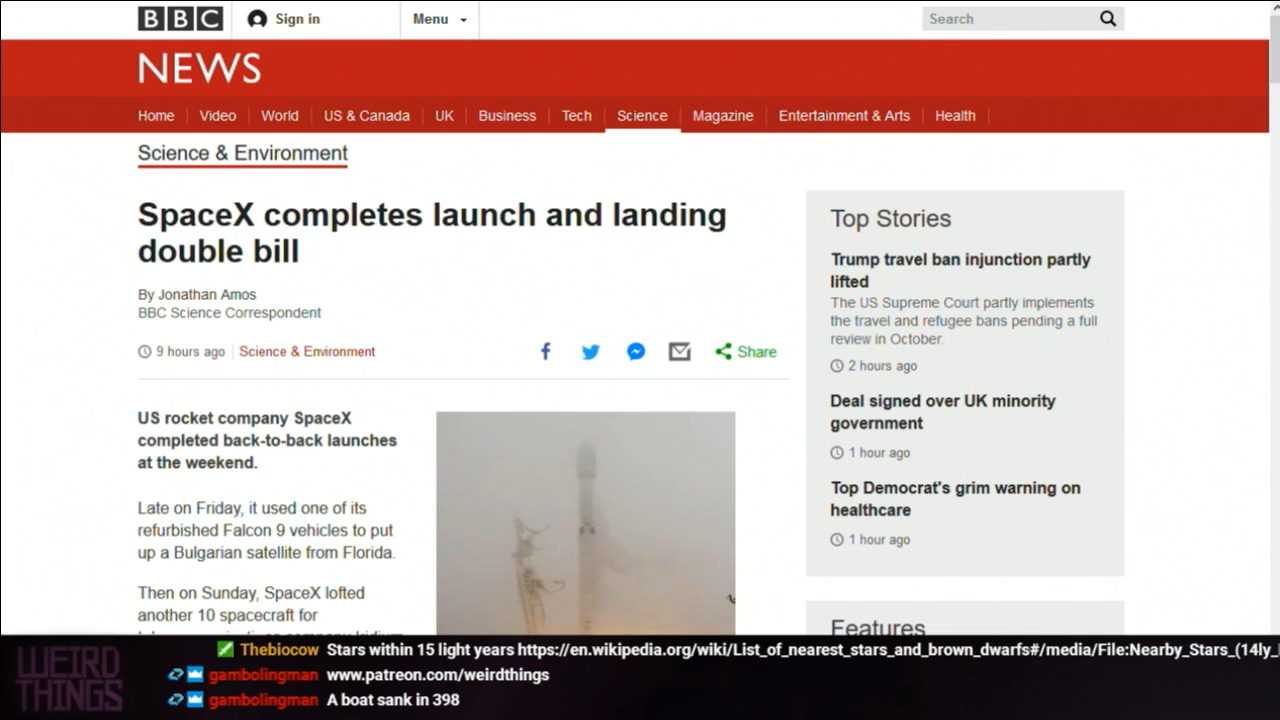 BBC
Sign in
Menu
Search
NEWS
Home
Video
World
US & Canada
UK
Business
Tech
Science
Magazine
Entertainment & Arts
Health
Science & Environment
SpaceX completes launch and landing
double bill
By Jonathan Amos
BBC Science Correspondent
9 hours ago
Science & Environment
Share
US rocket company SpaceX
completed back-to-back launches
at the weekend.
Late on Friday, it used one of its
refurbished Falcon 9 vehicles to put
up a Bulgarian satellite from Florida.
Then on Sunday, SpaceX lofted
another 10 spacecraft for
Top Stories
Trump travel ban injunction partly
lifted
The US Supreme Court partly implements
the travel and refugee bans pending a full
review in October.
2 hours ago
Deal signed over UK minority
government
1 hour ago
Top Democrat's grim warning on
healthcare
1 hour ago
Features
WEIRD
THINGS
Thebiocow Stars within 15 light years https://en.wikipedia.org/wiki/List_of_nearest_stars_and_brown_dwarfs#/media/File:Nearby_Stars_(14ly_
gambolingman www.patreon.com/weirdthings
gambolingman A boat sank in 398